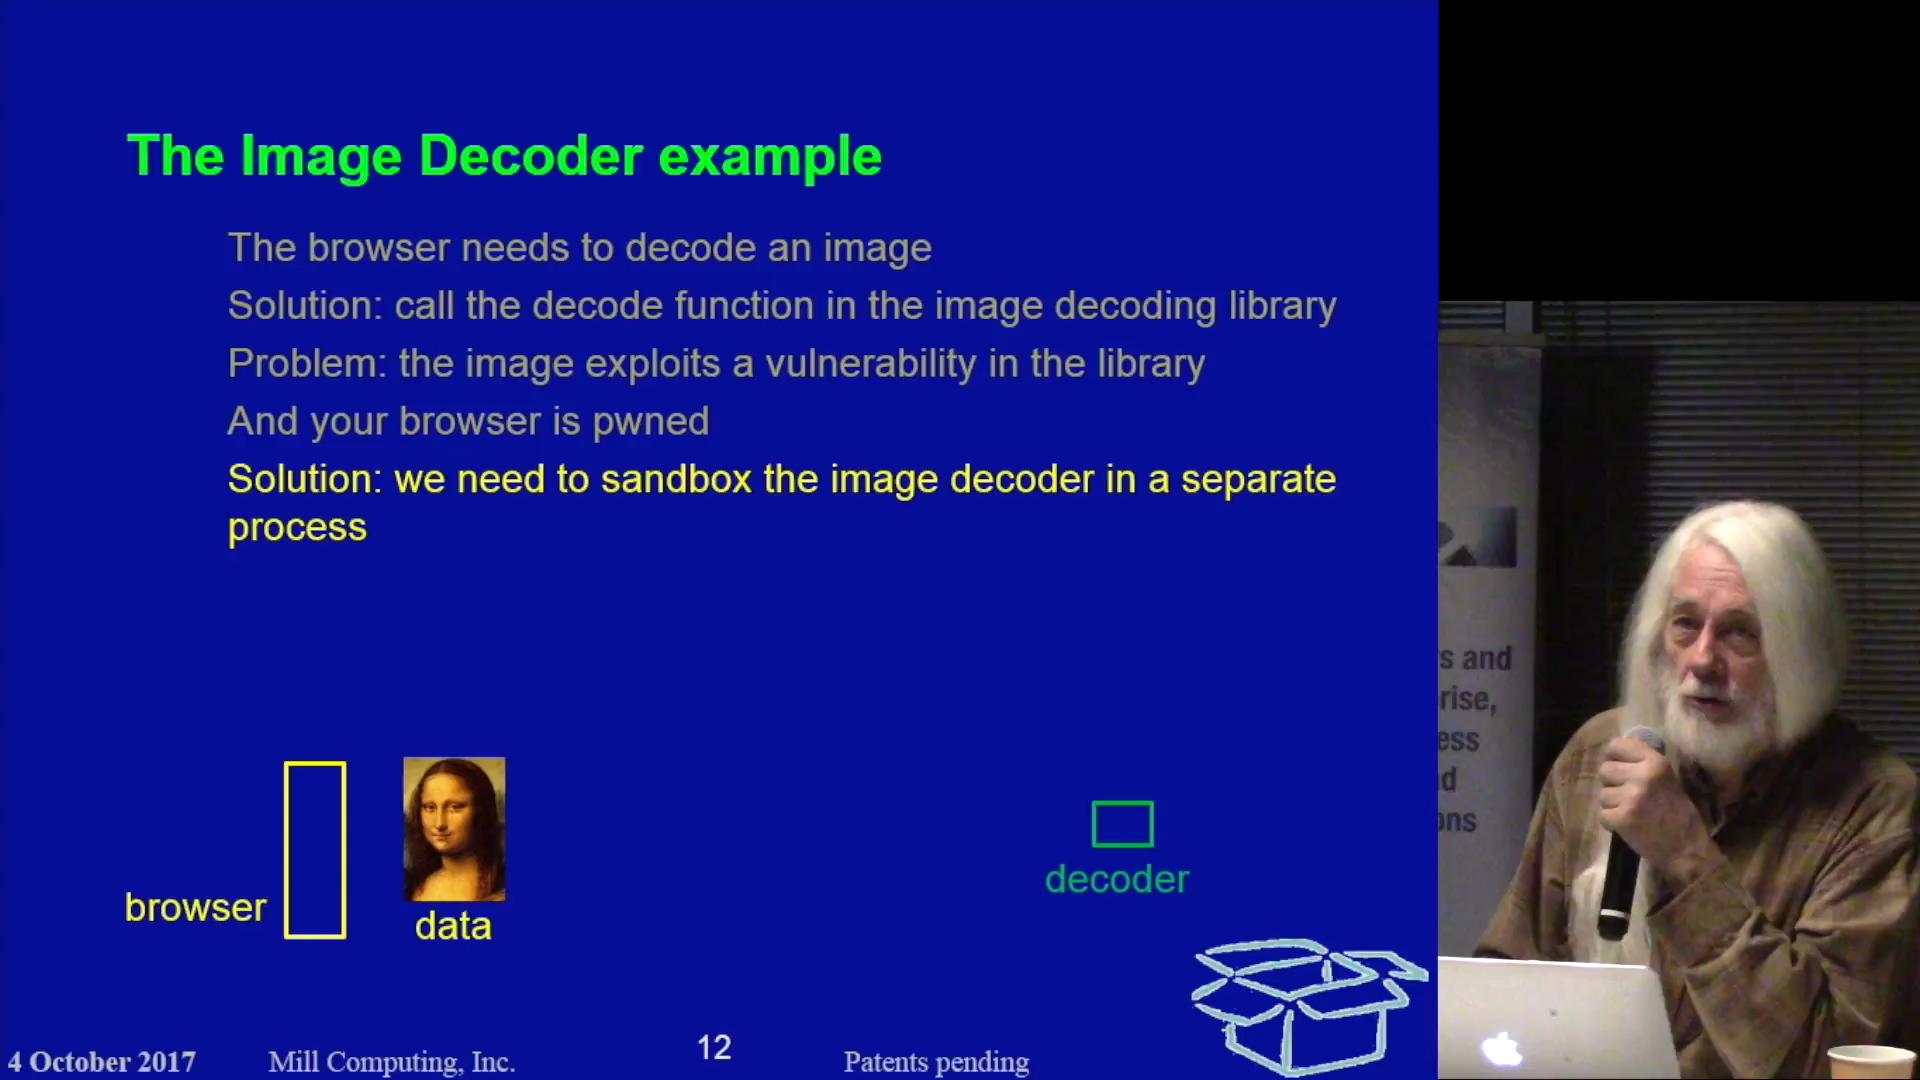 The Image Decoder example
The browser needs to decode an image
Solution: call the decode function in the image decoding library
Problem: the image exploits a vulnerability in the library
And your browser is pwned
Solution: we need to sandbox the image decoder in a separate
process
browser
data
decoder
4 October 2017
Mill Computing, Inc.
12
Patents pending
and